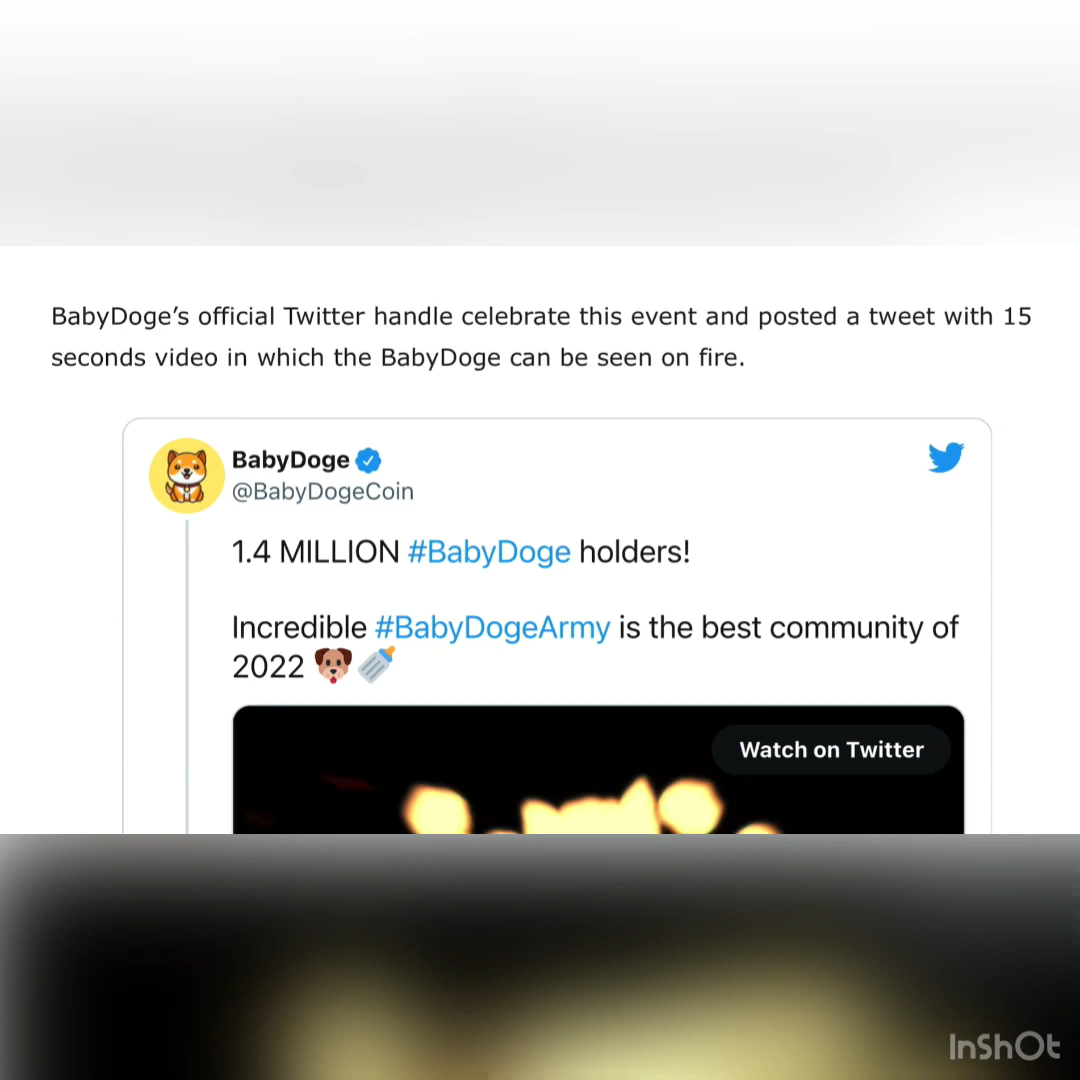 BabyDoge’s official Twitter handle celebrate this event and posted a tweet with 15
seconds video in which the BabyDoge can be seen on fire.
BabyDoge
@BabyDogeCoin
1.4 MILLION #BabyDoge holders!
Incredible #BabyDogeArmy is the best community of
2022 🐶🍼
Watch on Twitter
InShOt